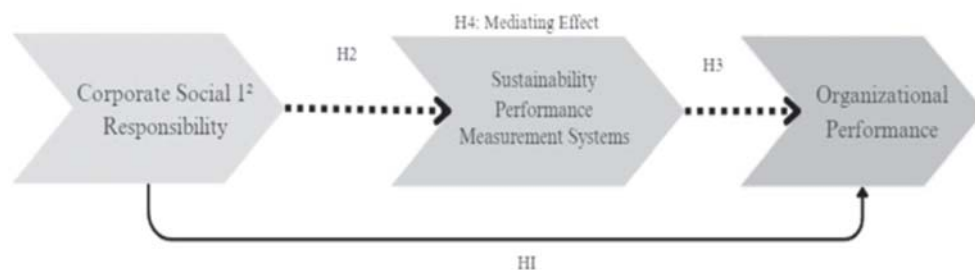 H4: Mediating Effect
H2
H3
Corporate Social 1²
Responsibility
Sustainability
Performance
Measurement Systems
Organizational
Performance
HI